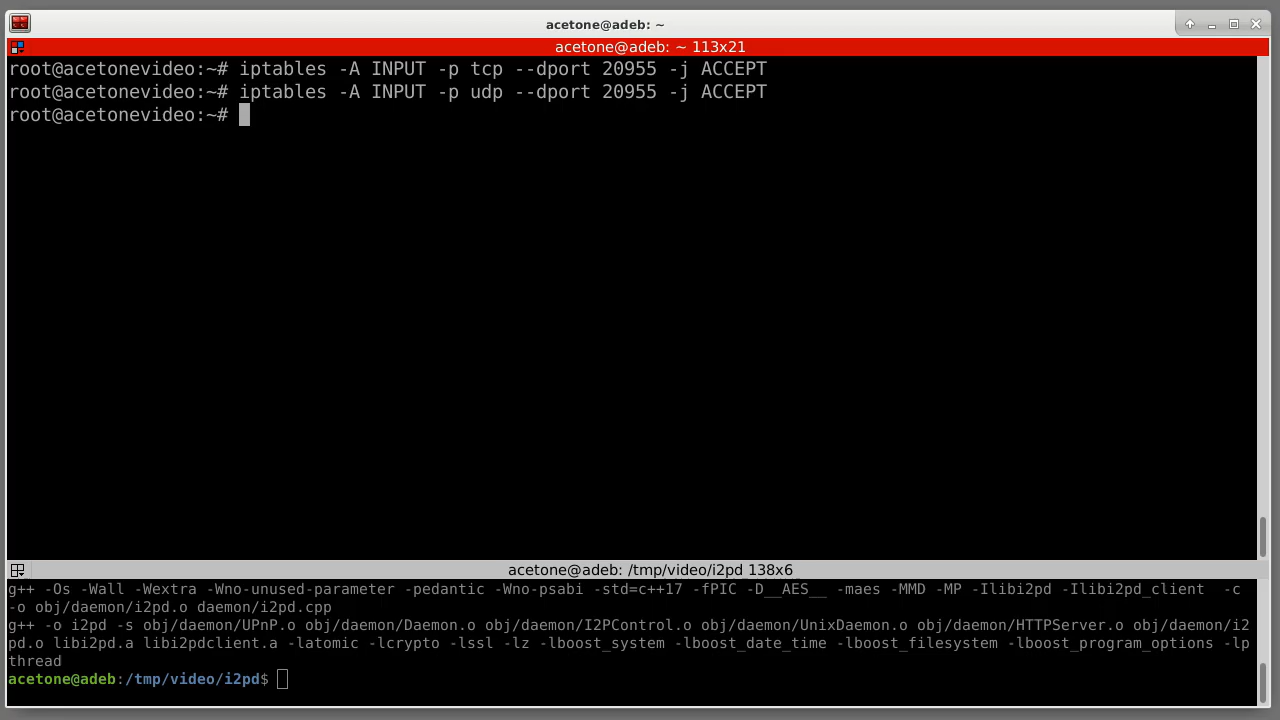 acetone@adeb: ~
acetone@adeb: ~ 113x21
root@acetonevideo:~# iptables -A INPUT -p tcp --dport 20955 -j ACCEPT
root@acetonevideo:~# iptables -A INPUT -p udp --dport 20955 -j ACCEPT
root@acetonevideo:~#
acetone@adeb: /tmp/video/i2pd 138x6
g++ -Os -Wall -Wextra -Wno-unused-parameter -pedantic -Wno-psabi -std=c++17 -fPIC -D__AES__ -maes -MMD -MP -Ilibi2pd -Ilibi2pd_client  -c
-o obj/daemon/i2pd.o daemon/i2pd.cpp
g++ -o i2pd -s obj/daemon/UPnP.o obj/daemon/Daemon.o obj/daemon/I2PControl.o obj/daemon/UnixDaemon.o obj/daemon/HTTPServer.o obj/daemon/i2
pd.o libi2pd.a libi2pdclient.a -latomic -lcrypto -lssl -lz -lboost_system -lboost_date_time -lboost_filesystem -lboost_program_options -lp
thread
acetone@adeb:/tmp/video/i2pd$